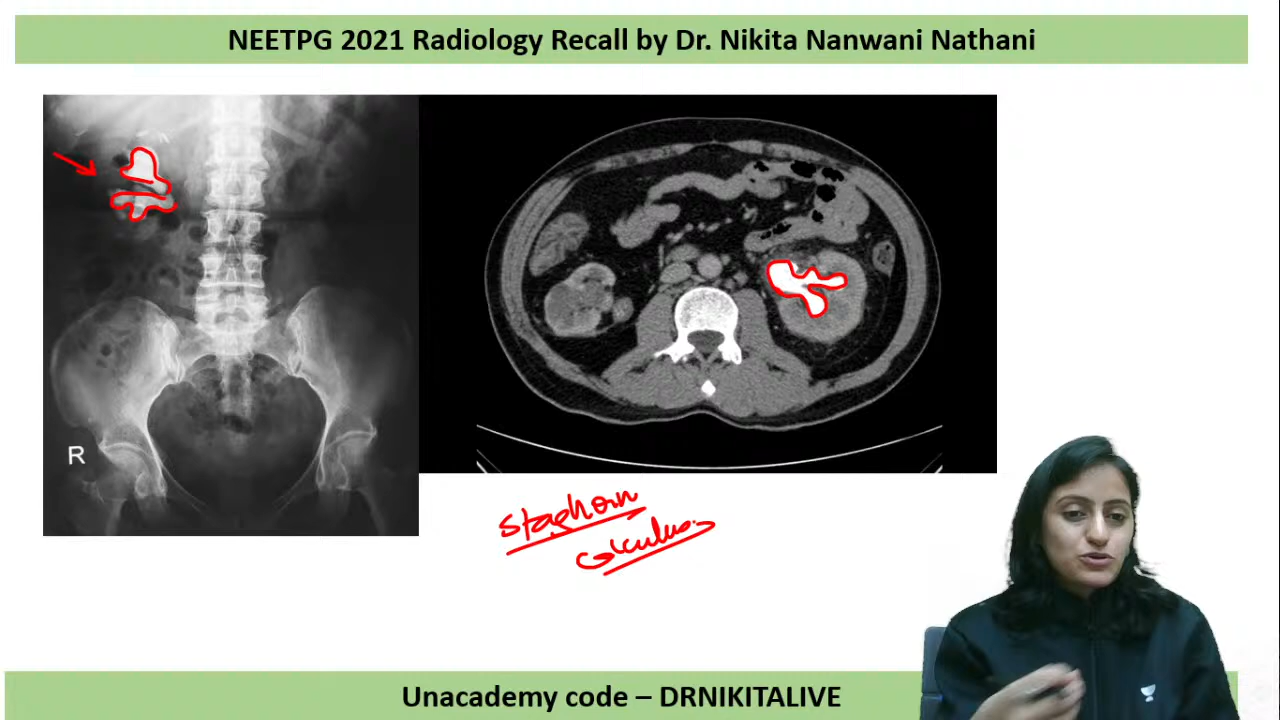 NEETPG 2021 Radiology Recall by Dr. Nikita Nanwani Nathani
R
staghorn
calculus
Unacademy code – DRNIKITALIVE